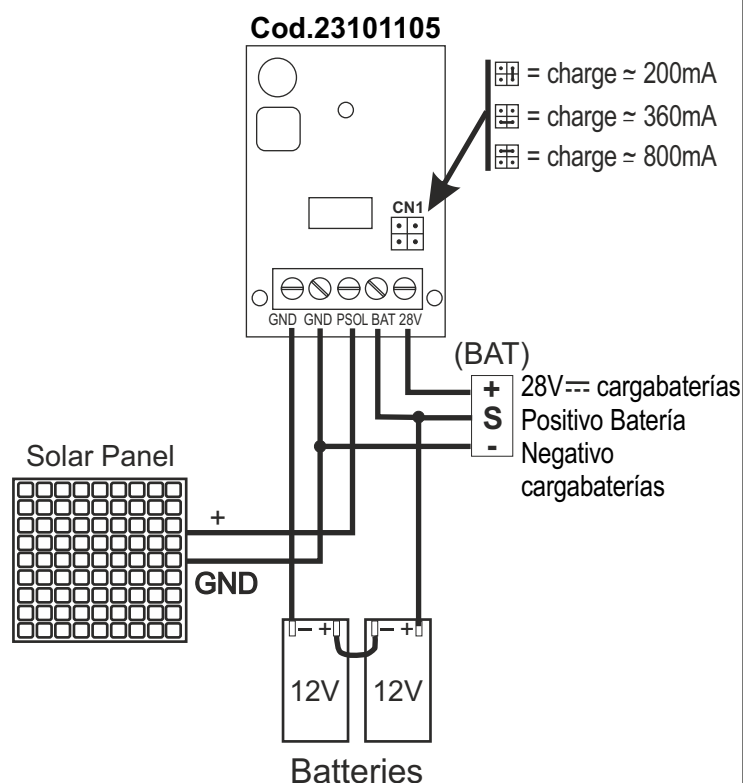 Cod.23101105
= charge ≃ 200mA
= charge ≃ 360mA
= charge ≃ 800mA
CN1
GND GND PSOL BAT 28V
(BAT)
+ 28V⎓ cargabaterías
S Positivo Batería
- Negativo
cargabaterías
Solar Panel
+
GND
− + − +
12V 12V
Batteries